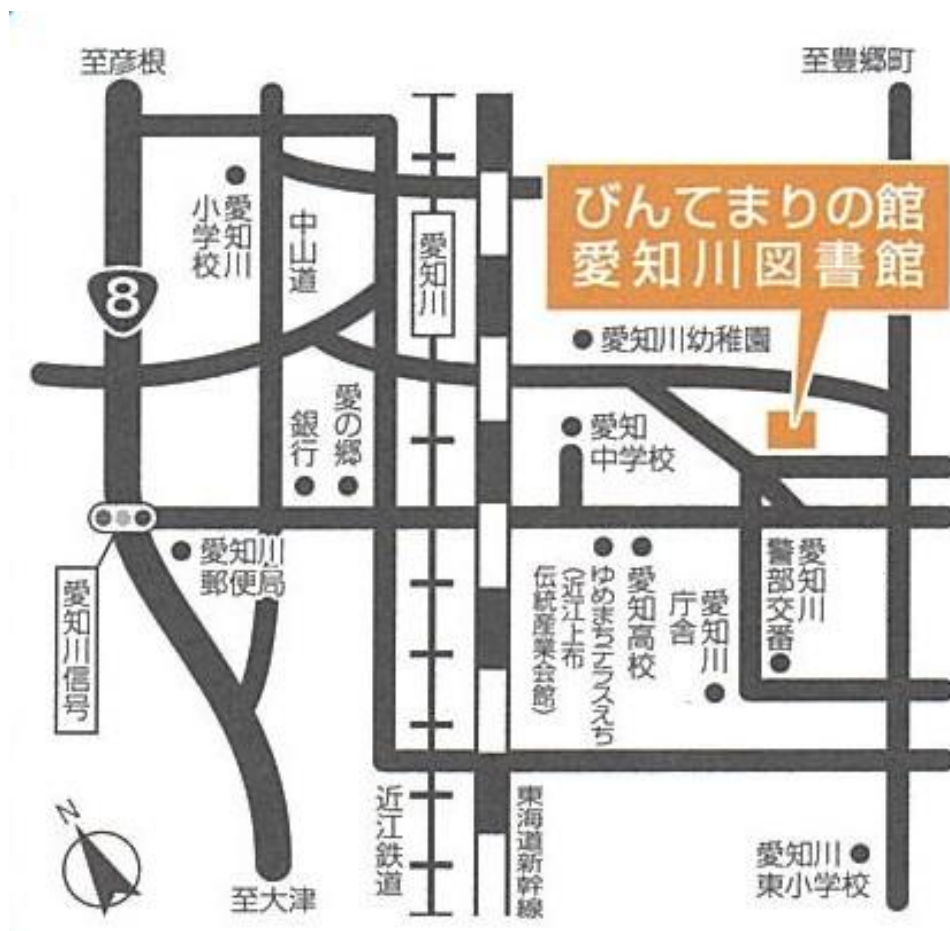 至彦根
至豊郷町
びんてまりの館
愛知川図書館
愛知川
小学校
中山道
愛知川
8
愛知川幼稚園
愛の郷
銀行
愛知
中学校
愛知川
郵便局
愛知川信号
ゆめまちテラスえち
(近江上布
伝統産業会館)
愛知高校
愛知川
庁舎
愛知川
警部交番
N
近江鉄道
東海道新幹線
至大津
愛知川
東小学校